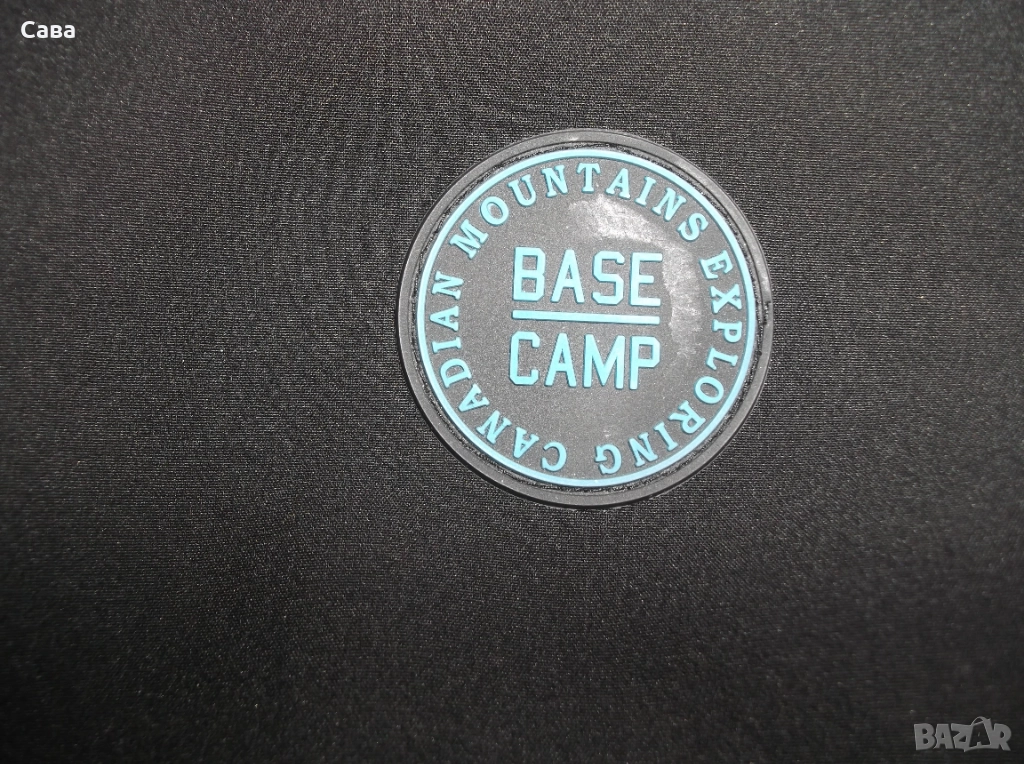 Сава
CANADIAN MOUNTAINS EXPLORING
BASE
CAMP
BAZAR